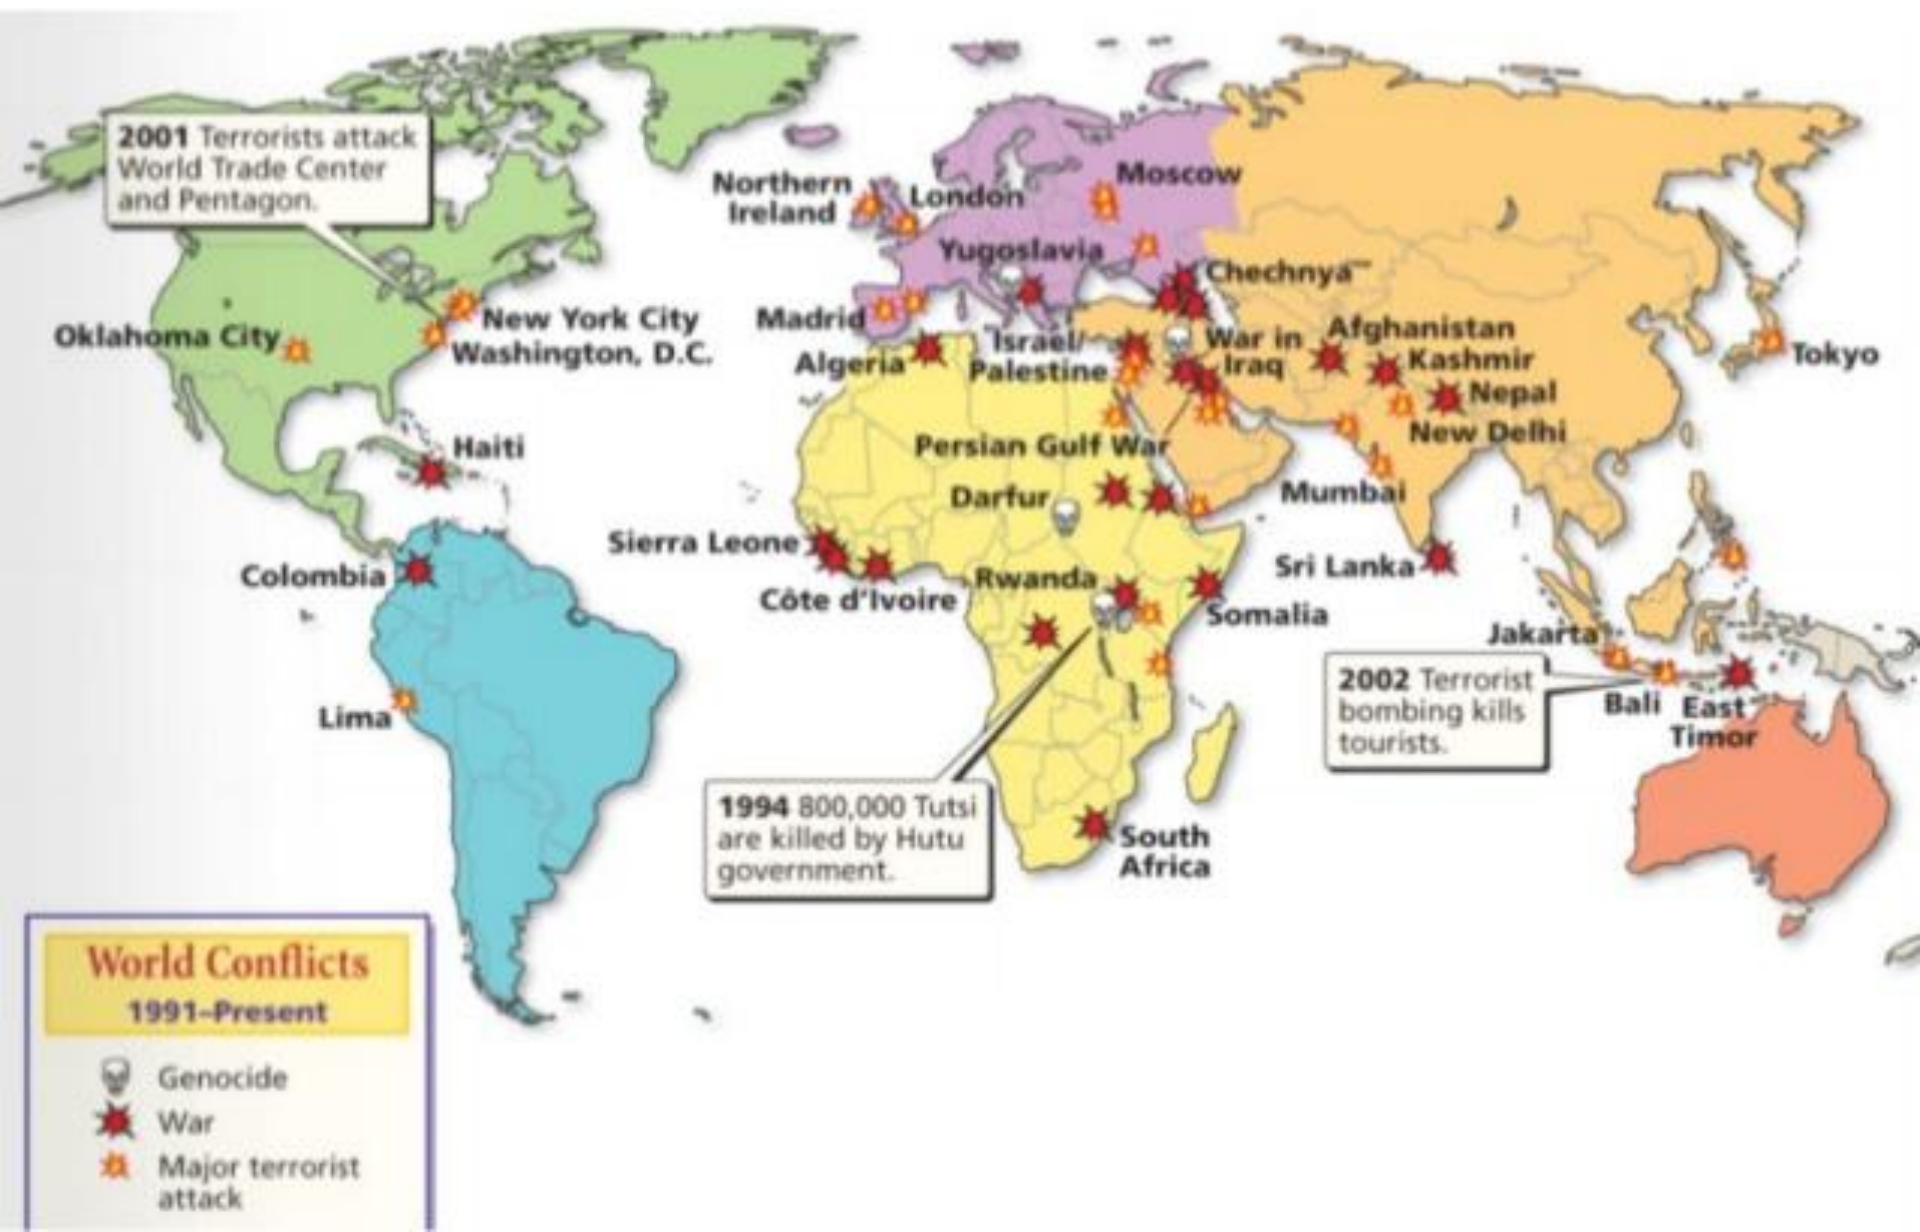 2001 Terrorists attack
World Trade Center
and Pentagon.
Northern
Ireland
London
Moscow
Yugoslavia
Chechnya
Oklahoma City
New York City
Washington, D.C.
Madrid
Algeria
Israel/
Palestine
War in
Iraq
Afghanistan
Kashmir
Nepal
New Delhi
Tokyo
Haiti
Persian Gulf War
Darfur
Mumbai
Sierra Leone
Côte d'Ivoire
Rwanda
Somalia
Sri Lanka
Colombia
Lima
Jakarta
Bali
East
Timor
2002 Terrorist
bombing kills
tourists.
1994 800,000 Tutsi
are killed by Hutu
government.
South
Africa
World Conflicts
1991–Present
Genocide
War
Major terrorist
attack